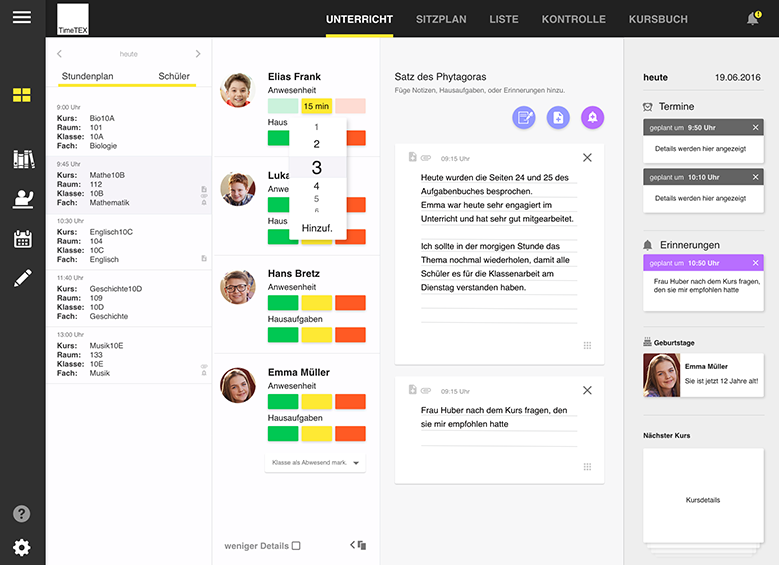 TimeTEX
UNTERRICHT SITZPLAN LISTE KONTROLLE KURSBUCH
!
heute
Stundenplan Schüler
9:00 Uhr
Kurs: Bio10A
Raum: 101
Klasse: 10A
Fach: Biologie
9:45 Uhr
Kurs: Mathe10B
Raum: 112
Klasse: 10B
Fach: Mathematik
10:30 Uhr
Kurs: Englisch10C
Raum: 104
Klasse: 10C
Fach: Englisch
11:40 Uhr
Kurs: Geschichte10D
Raum: 109
Klasse: 10D
Fach: Geschichte
13:00 Uhr
Kurs: Musik10E
Raum: 133
Klasse: 10E
Fach: Musik
?
Elias Frank
Anwesenheit
15 min
Haus
1
2
3
4
5
6
Hinzuf.
Luka
Hans Bretz
Anwesenheit
Hausaufgaben
Emma Müller
Anwesenheit
Hausaufgaben
Klasse als Abwesend mark.
weniger Details
Satz des Phytagoras
Füge Notizen, Hausaufgaben, oder Erinnerungen hinzu.
09:15 Uhr
Heute wurden die Seiten 24 und 25 des
Aufgabenbuches besprochen.
Emma war heute sehr engagiert im
Unterricht und hat sehr gut mitgearbeitet.
Ich sollte in der morgigen Stunde das
Thema nochmal wiederholen, damit alle
Schüler es für die Klassenarbeit am
Dienstag verstanden haben.
09:15 Uhr
Frau Huber nach dem Kurs fragen, den
sie mir empfohlen hatte
heute 19.06.2016
Termine
geplant um 9:50 Uhr
Details werden hier angezeigt
geplant um 10:10 Uhr
Details werden hier angezeigt
Erinnerungen
geplant um 10:50 Uhr
Frau Huber nach dem Kurs fragen,
den sie mir empfohlen hatte
Geburtstage
Emma Müller
Sie ist jetzt 12 Jahre alt!
Nächster Kurs
Kursdetails